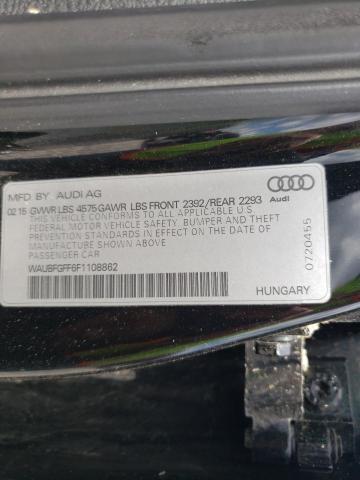 MFD BY AUDI AG
Audi
02 15 GVWR LBS 4575 GAWR LBS FRONT 2392/REAR 2293
THIS VEHICLE CONFORMS TO ALL APPLICABLE U.S.
FEDERAL MOTOR VEHICLE SAFETY, BUMPER AND THEFT
PREVENTION STANDARDS IN EFFECT ON THE DATE OF
MANUFACTURE SHOWN ABOVE
PASSENGER CAR
WAUBFGFF6F1108862
HUNGARY
0720455